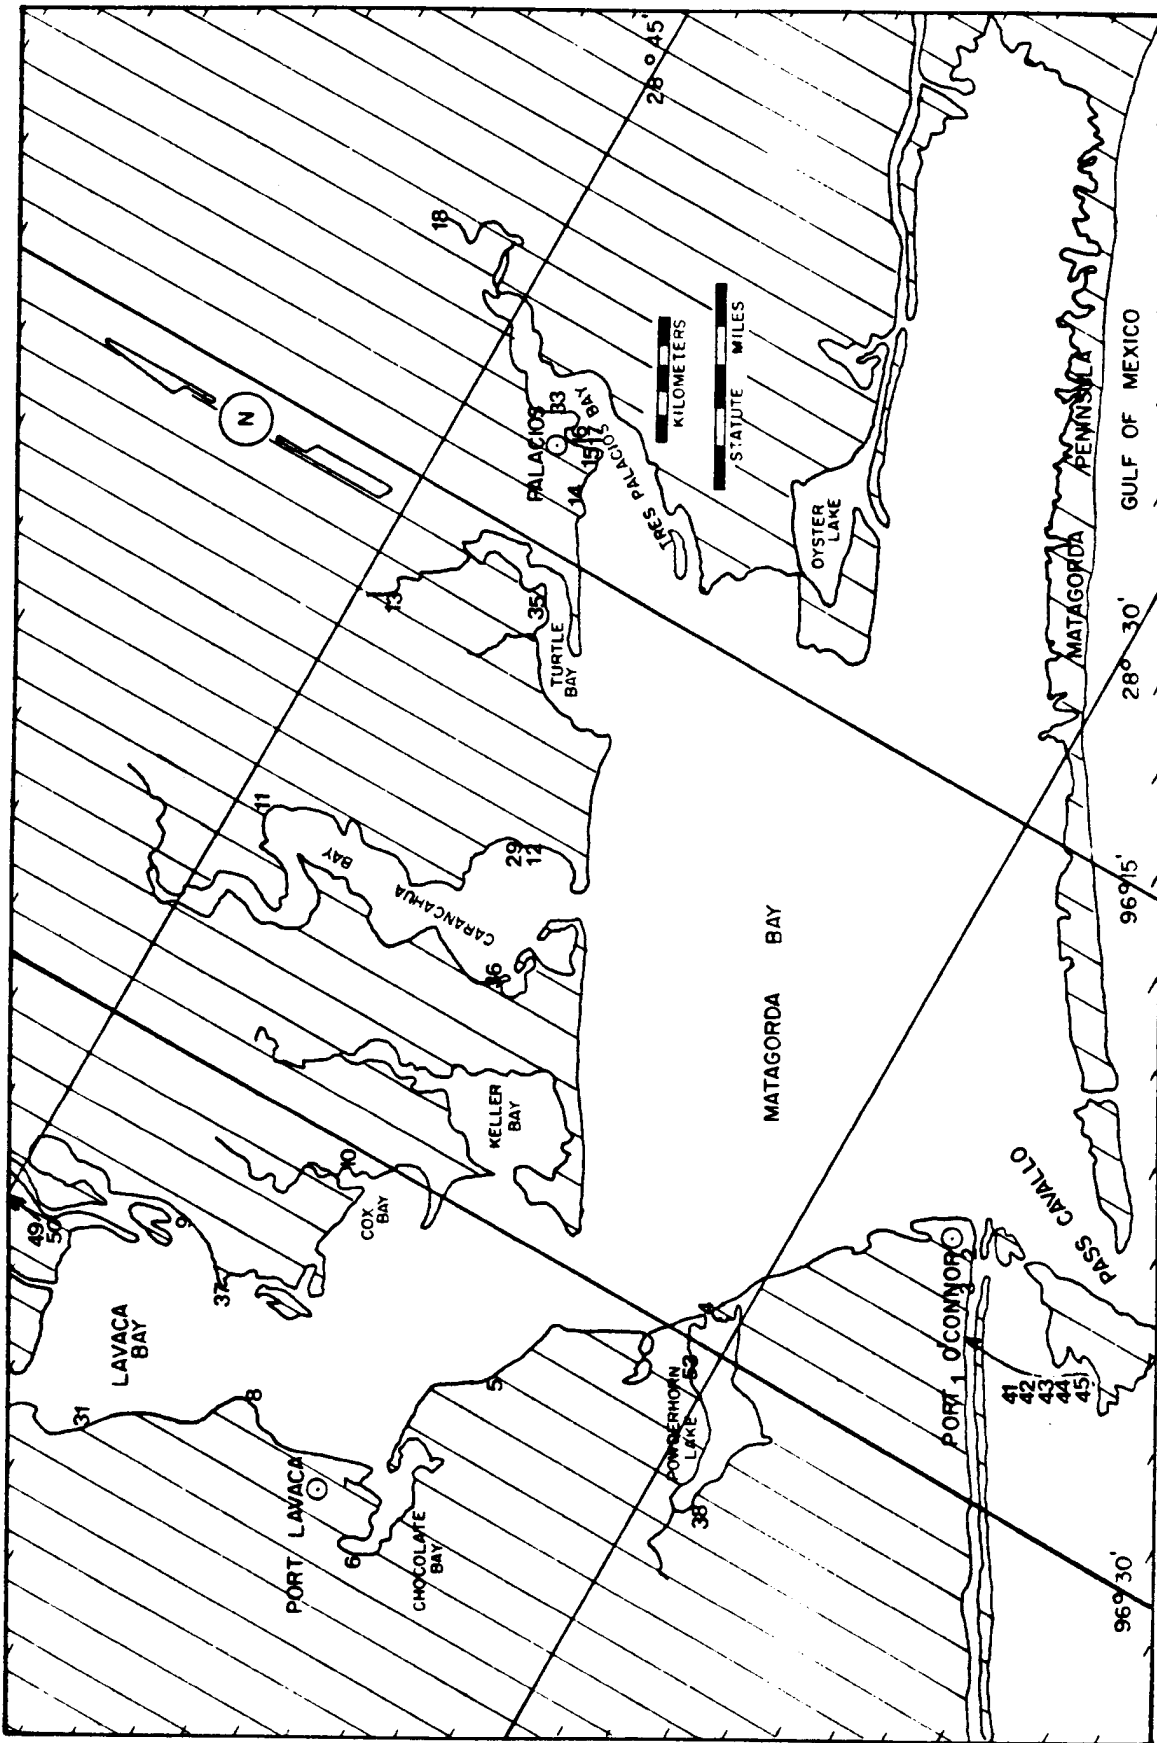 28° 45'
18
N
KILOMETERS
STATUTE MILES
PALACIOS
33
16
17
15
14
TRES PALACIOS BAY
13
35
TURTLE
BAY
OYSTER
LAKE
MATAGORDA PENINSULA
GULF OF MEXICO
28° 30'
11
CARANCAHUA
BAY
29
12
36
96° 15'
MATAGORDA BAY
KELLER
BAY
10
COX
BAY
49
50
9
37
LAVACA
BAY
31
8
5
PORT LAVACA
6
CHOCOLATE
BAY
4
53
POWDERHORN
LAKE
38
PASS CAVALLO
PORT O'CONNOR
1
2
3
41
42
43
44
45
96° 30'